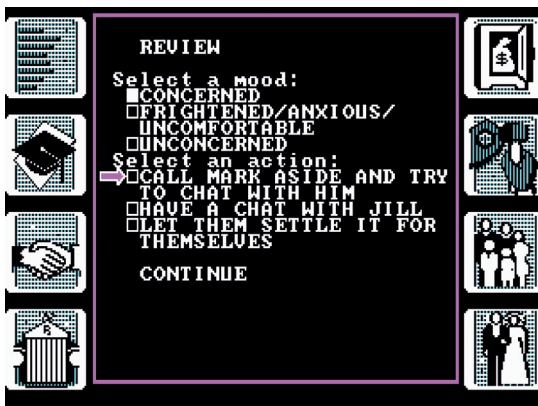 REVIEW
Select a mood:
CONCERNED
FRIGHTENED/ANXIOUS/
UNCOMFORTABLE
UNCONCERNED
Select an action:
CALL MARK ASIDE AND TRY
TO CHAT WITH HIM
HAVE A CHAT WITH JILL
LET THEM SETTLE IT FOR
THEMSELVES
CONTINUE